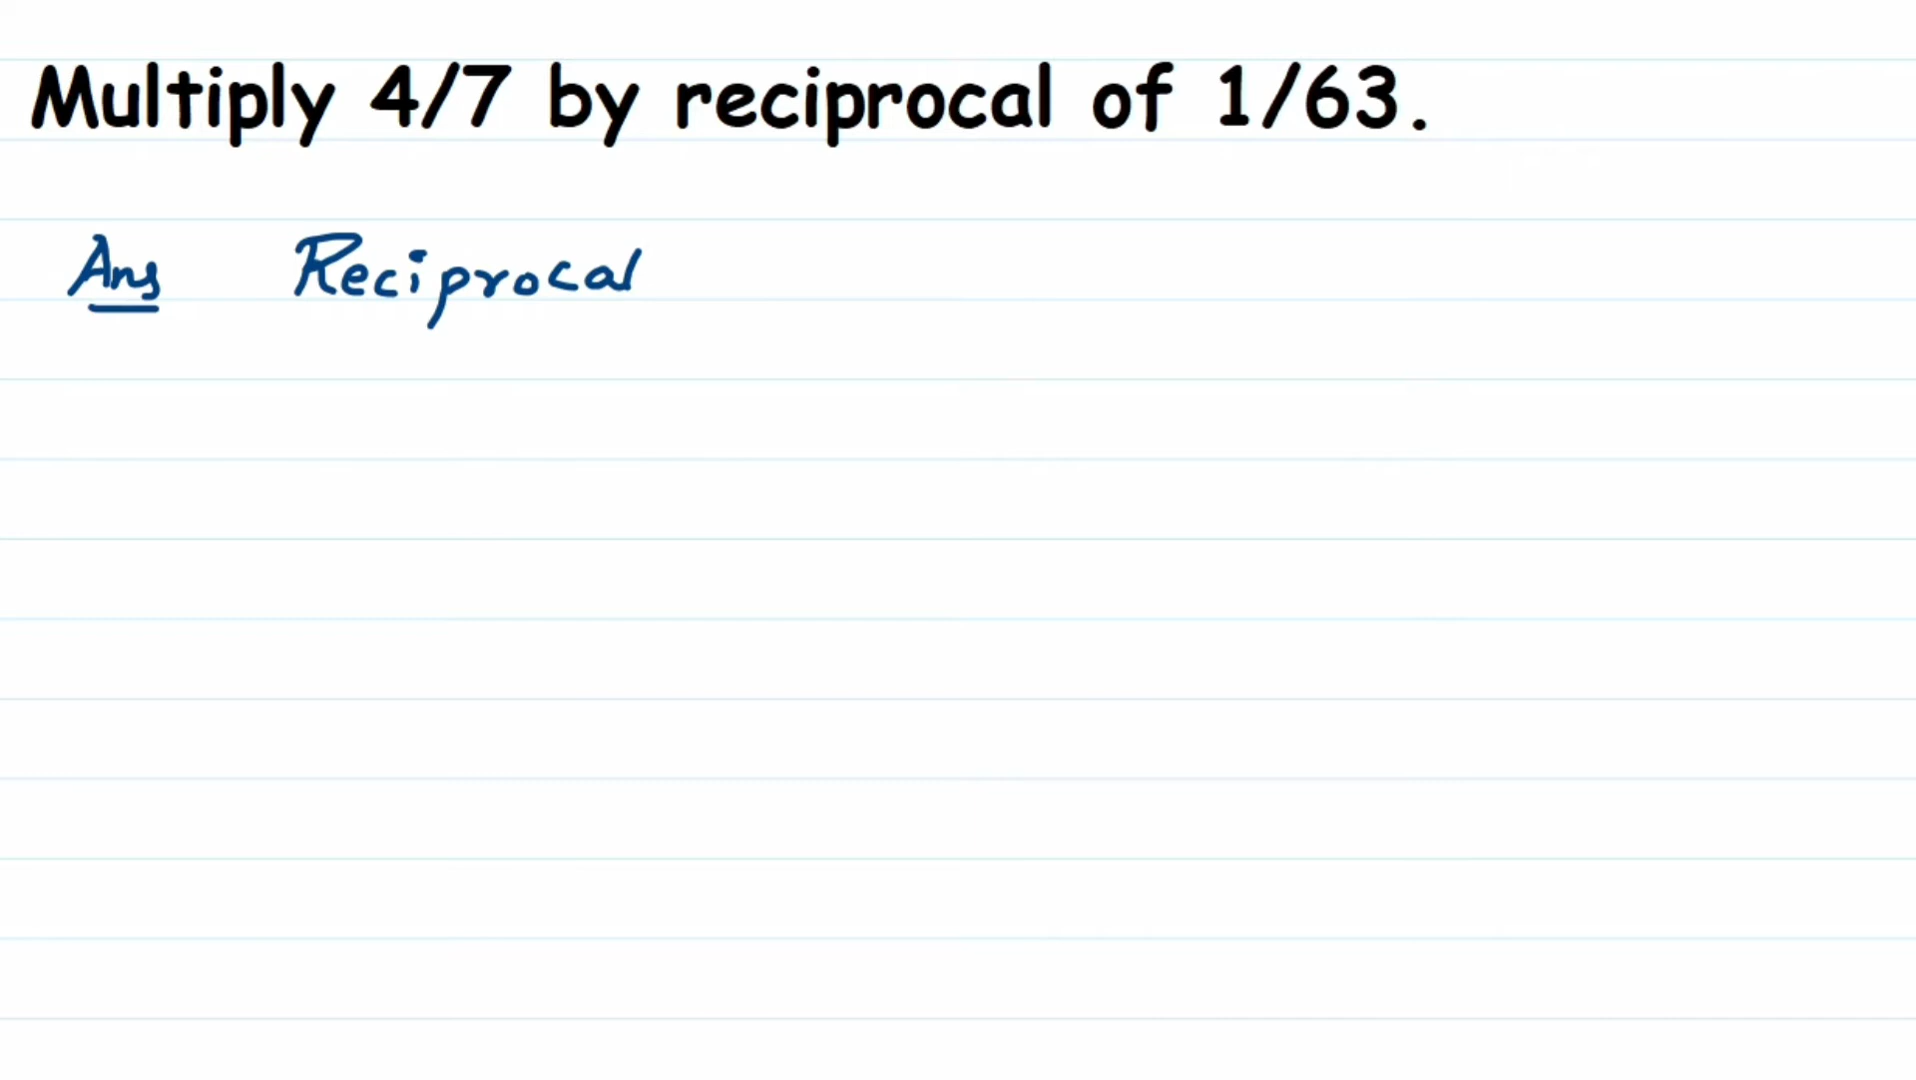 Multiply 4/7 by reciprocal of 1/63.
Ans Reciprocal